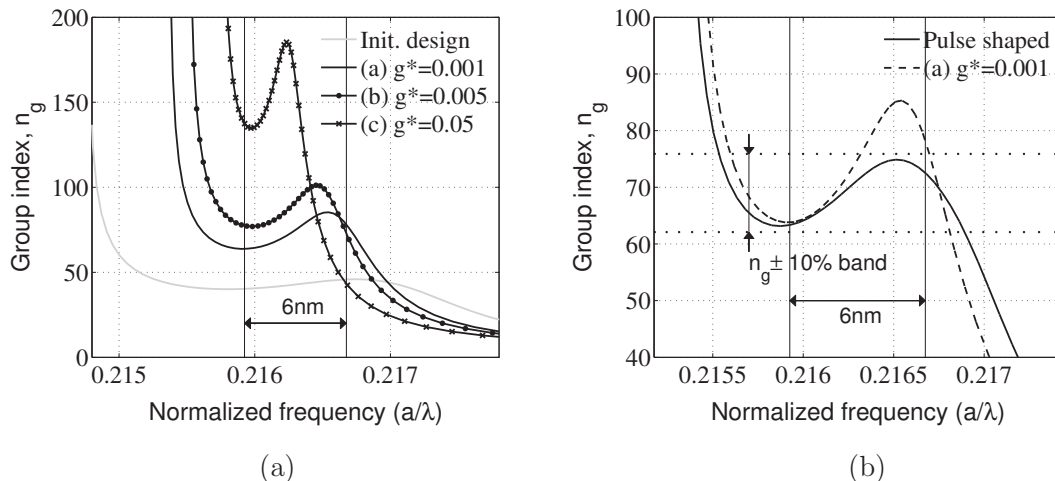 200
150
100
50
0
Group index, n_g
Init. design
(a) g*=0.001
(b) g*=0.005
(c) g*=0.05
6nm
0.215 0.216 0.217
Normalized frequency (a/λ)
(a)
100
90
80
70
60
50
40
Group index, n_g
Pulse shaped
(a) g*=0.001
n_g± 10% band
6nm
0.2155 0.216 0.2165 0.217
Normalized frequency (a/λ)
(b)